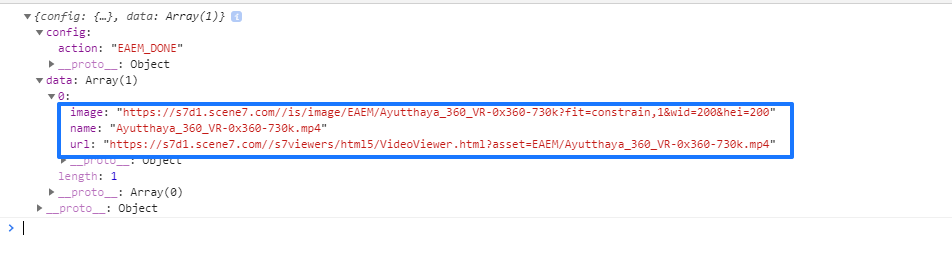 {config: {…}, data: Array(1)} i
config:
action: "EAEM_DONE"
__proto__: Object
data: Array(1)
0:
image: "https://s7d1.scene7.com//is/image/EAEM/Ayutthaya_360_VR-0x360-730k?fit=constrain,1&wid=200&hei=200"
name: "Ayutthaya_360_VR-0x360-730k.mp4"
url: "https://s7d1.scene7.com//s7viewers/html5/VideoViewer.html?asset=EAEM/Ayutthaya_360_VR-0x360-730k.mp4"
__proto__: Object
length: 1
__proto__: Array(0)
__proto__: Object